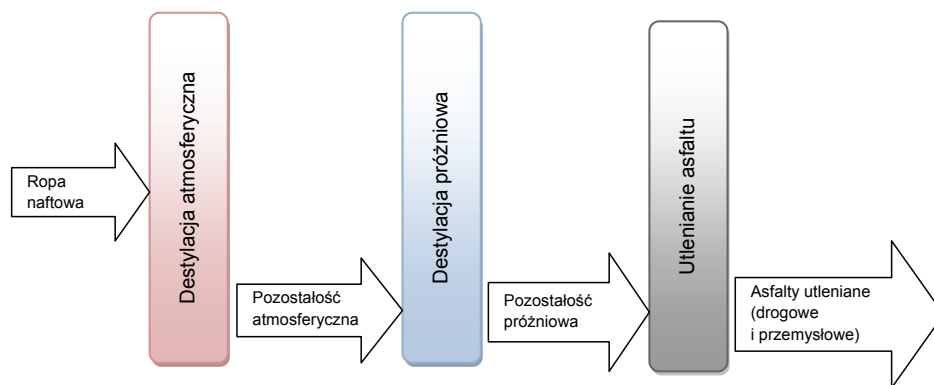 Ropa
naftowa
Destylacja atmosferyczna
Pozostałość
atmosferyczna
Destylacja próżniowa
Pozostałość
próżniowa
Utlenianie asfaltu
Asfalty utleniane
(drogowe
i przemysłowe)